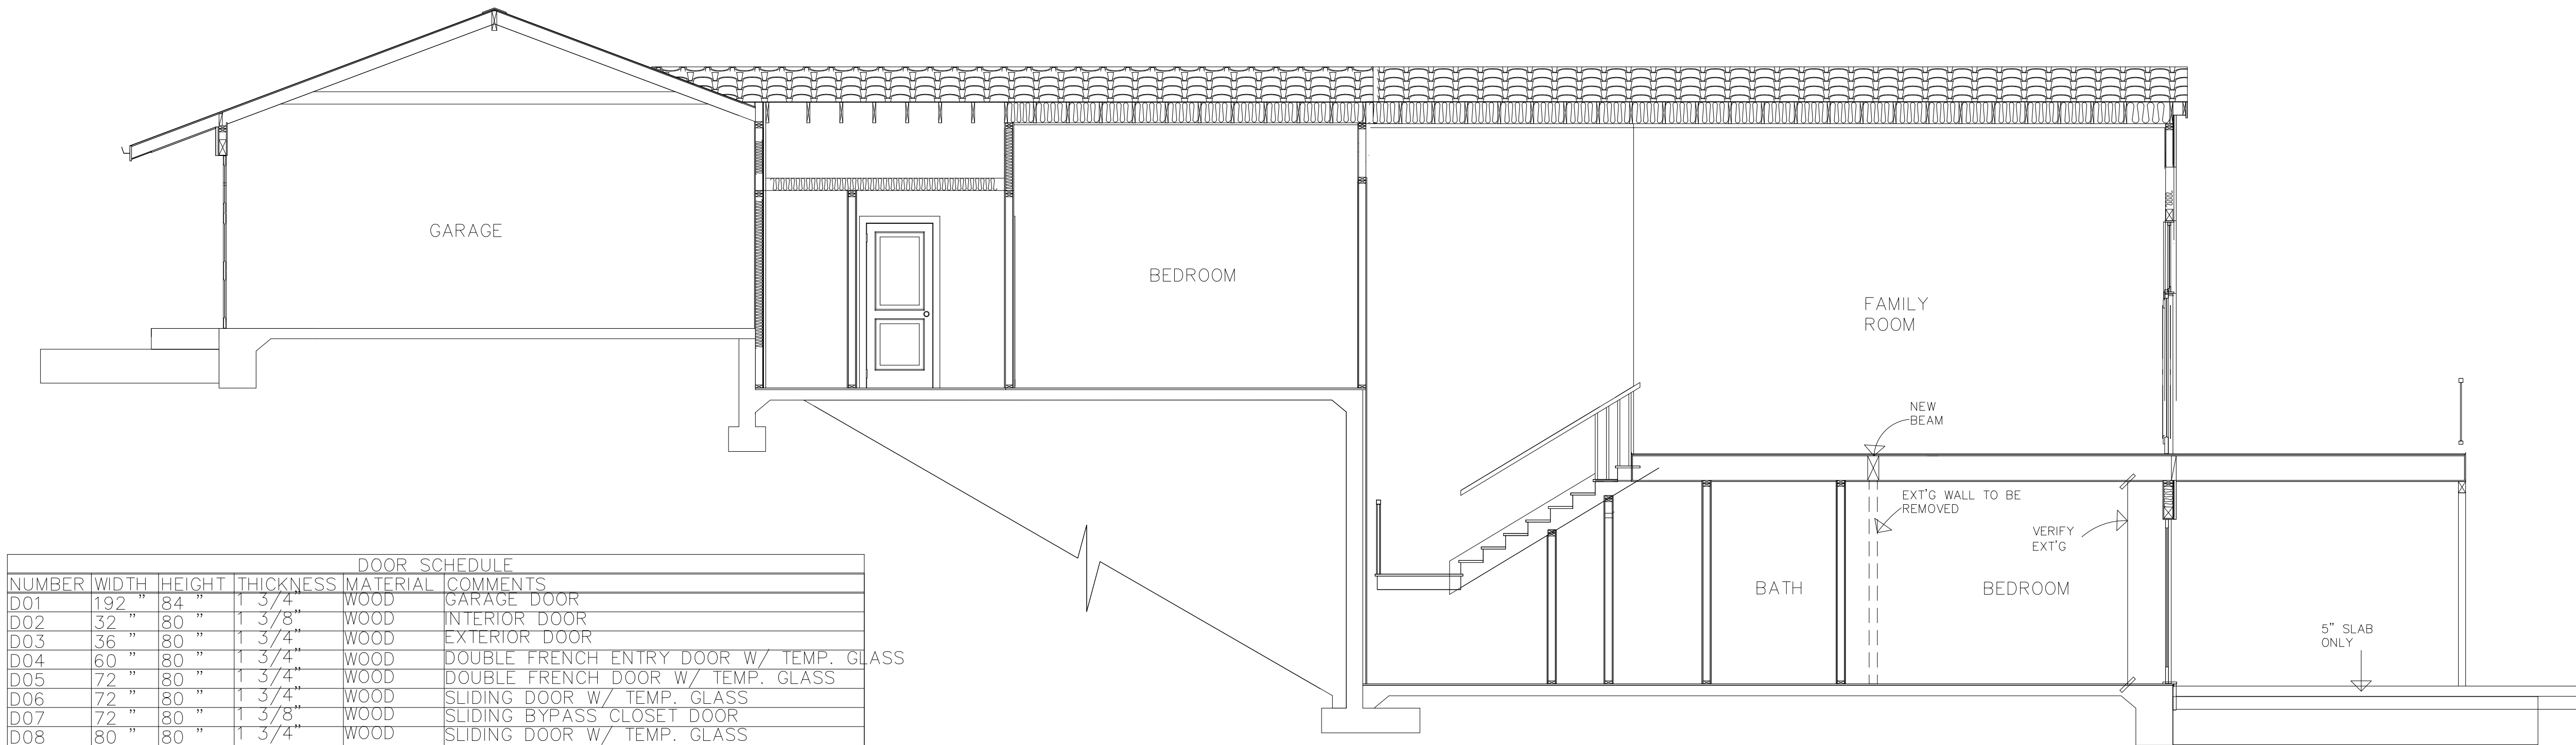 GARAGE
BEDROOM
FAMILY
ROOM
NEW
BEAM
EXT'G WALL TO BE
REMOVED
VERIFY
EXT'G
BATH
BEDROOM
5" SLAB
ONLY
DOOR SCHEDULE
NUMBER WIDTH HEIGHT THICKNESS MATERIAL COMMENTS
D01 192 " 84 " 1 3/4" WOOD GARAGE DOOR
D02 32 " 80 " 1 3/8" WOOD INTERIOR DOOR
D03 36 " 80 " 1 3/4" WOOD EXTERIOR DOOR
D04 60 " 80 " 1 3/4" WOOD DOUBLE FRENCH ENTRY DOOR W/ TEMP. GLASS
D05 72 " 80 " 1 3/4" WOOD DOUBLE FRENCH DOOR W/ TEMP. GLASS
D06 72 " 80 " 1 3/4" WOOD SLIDING DOOR W/ TEMP. GLASS
D07 72 " 80 " 1 3/8" WOOD SLIDING BYPASS CLOSET DOOR
D08 80 " 80 " 1 3/4" WOOD SLIDING DOOR W/ TEMP. GLASS